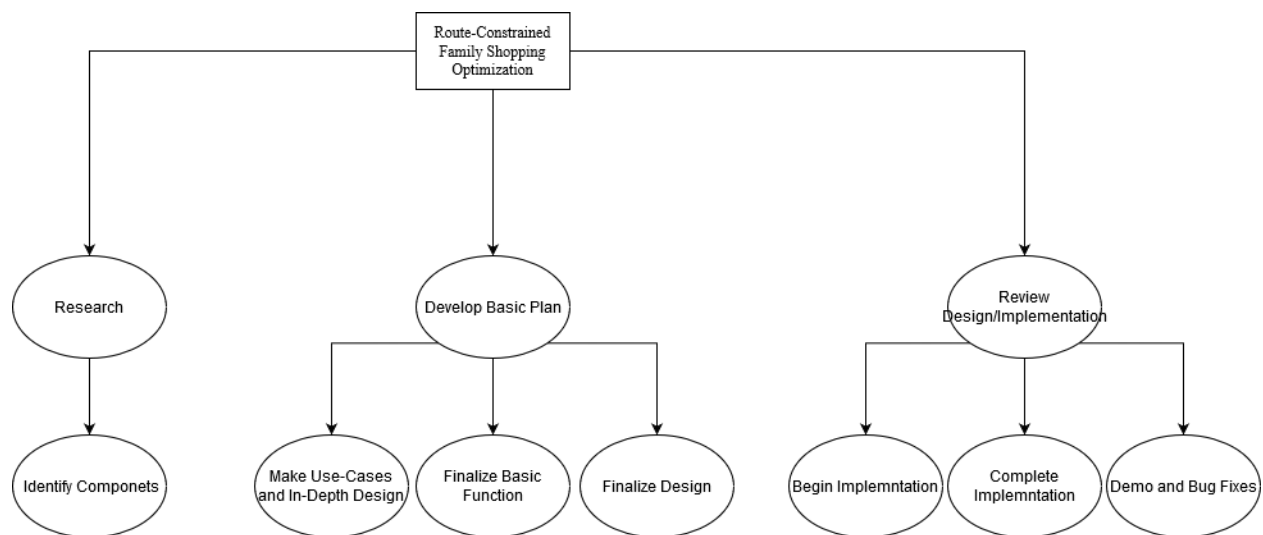 Route-Constrained
Family Shopping
Optimization
Research
Develop Basic Plan
Review
Design/Implementation
Identify Componets
Make Use-Cases
and In-Depth Design
Finalize Basic
Function
Finalize Design
Begin Implemntation
Complete
Implemntation
Demo and Bug Fixes